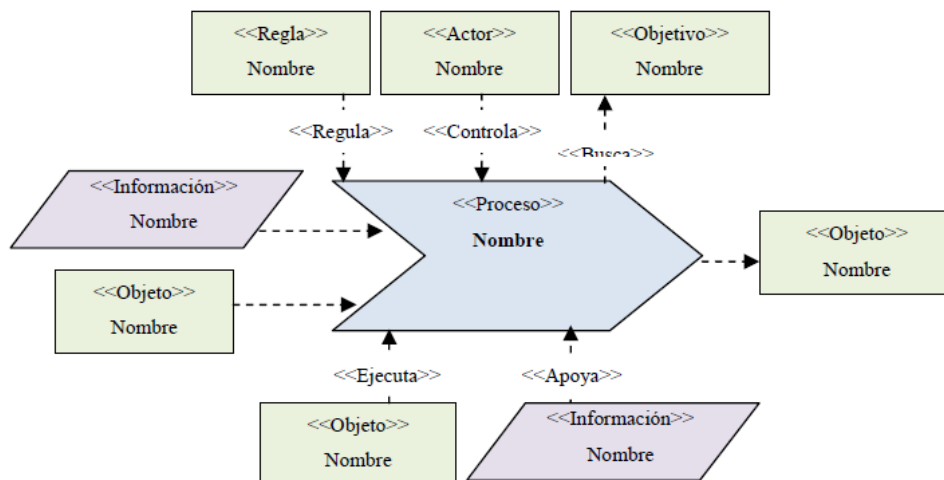 <<Regla>>
Nombre
<<Actor>>
Nombre
<<Objetivo>>
Nombre
<<Regula>>
<<Controla>>
<<Busca>>
<<Información>>
Nombre
<<Proceso>>
Nombre
<<Objeto>>
Nombre
<<Objeto>>
Nombre
<<Ejecuta>>
<<Apoya>>
<<Objeto>>
Nombre
<<Información>>
Nombre